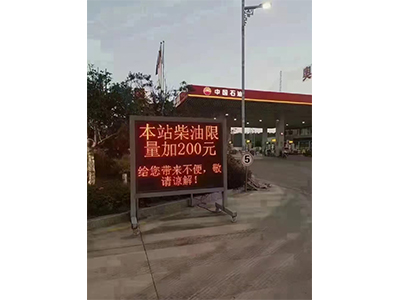 中国石油
本站柴油限
量加200元
给您带来不便，敬
请谅解！
5